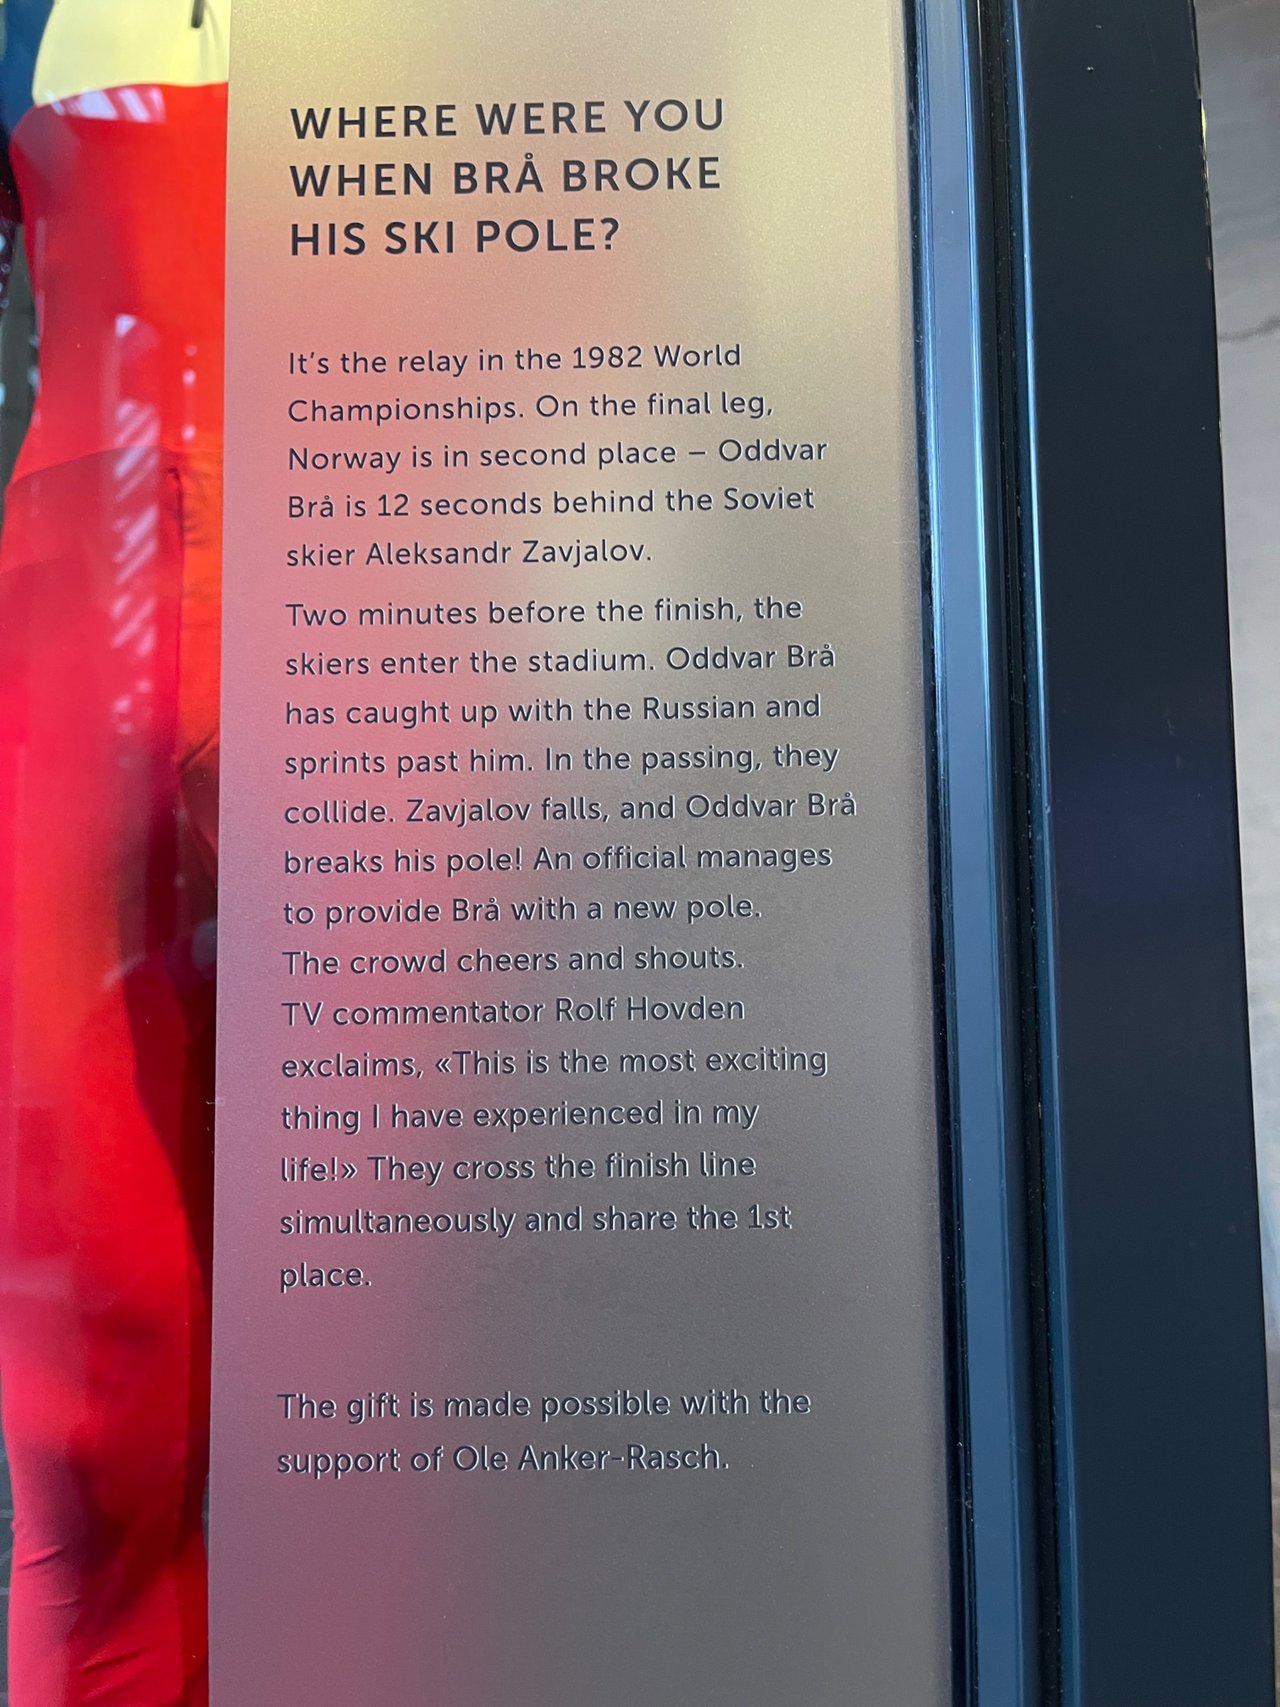 WHERE WERE YOU
WHEN BRÅ BROKE
HIS SKI POLE?
It's the relay in the 1982 World
Championships. On the final leg,
Norway is in second place – Oddvar
Brå is 12 seconds behind the Soviet
skier Aleksandr Zavjalov.
Two minutes before the finish, the
skiers enter the stadium. Oddvar Brå
has caught up with the Russian and
sprints past him. In the passing, they
collide. Zavjalov falls, and Oddvar Brå
breaks his pole! An official manages
to provide Brå with a new pole.
The crowd cheers and shouts.
TV commentator Rolf Hovden
exclaims, «This is the most exciting
thing I have experienced in my
life!» They cross the finish line
simultaneously and share the 1st
place.
The gift is made possible with the
support of Ole Anker-Rasch.